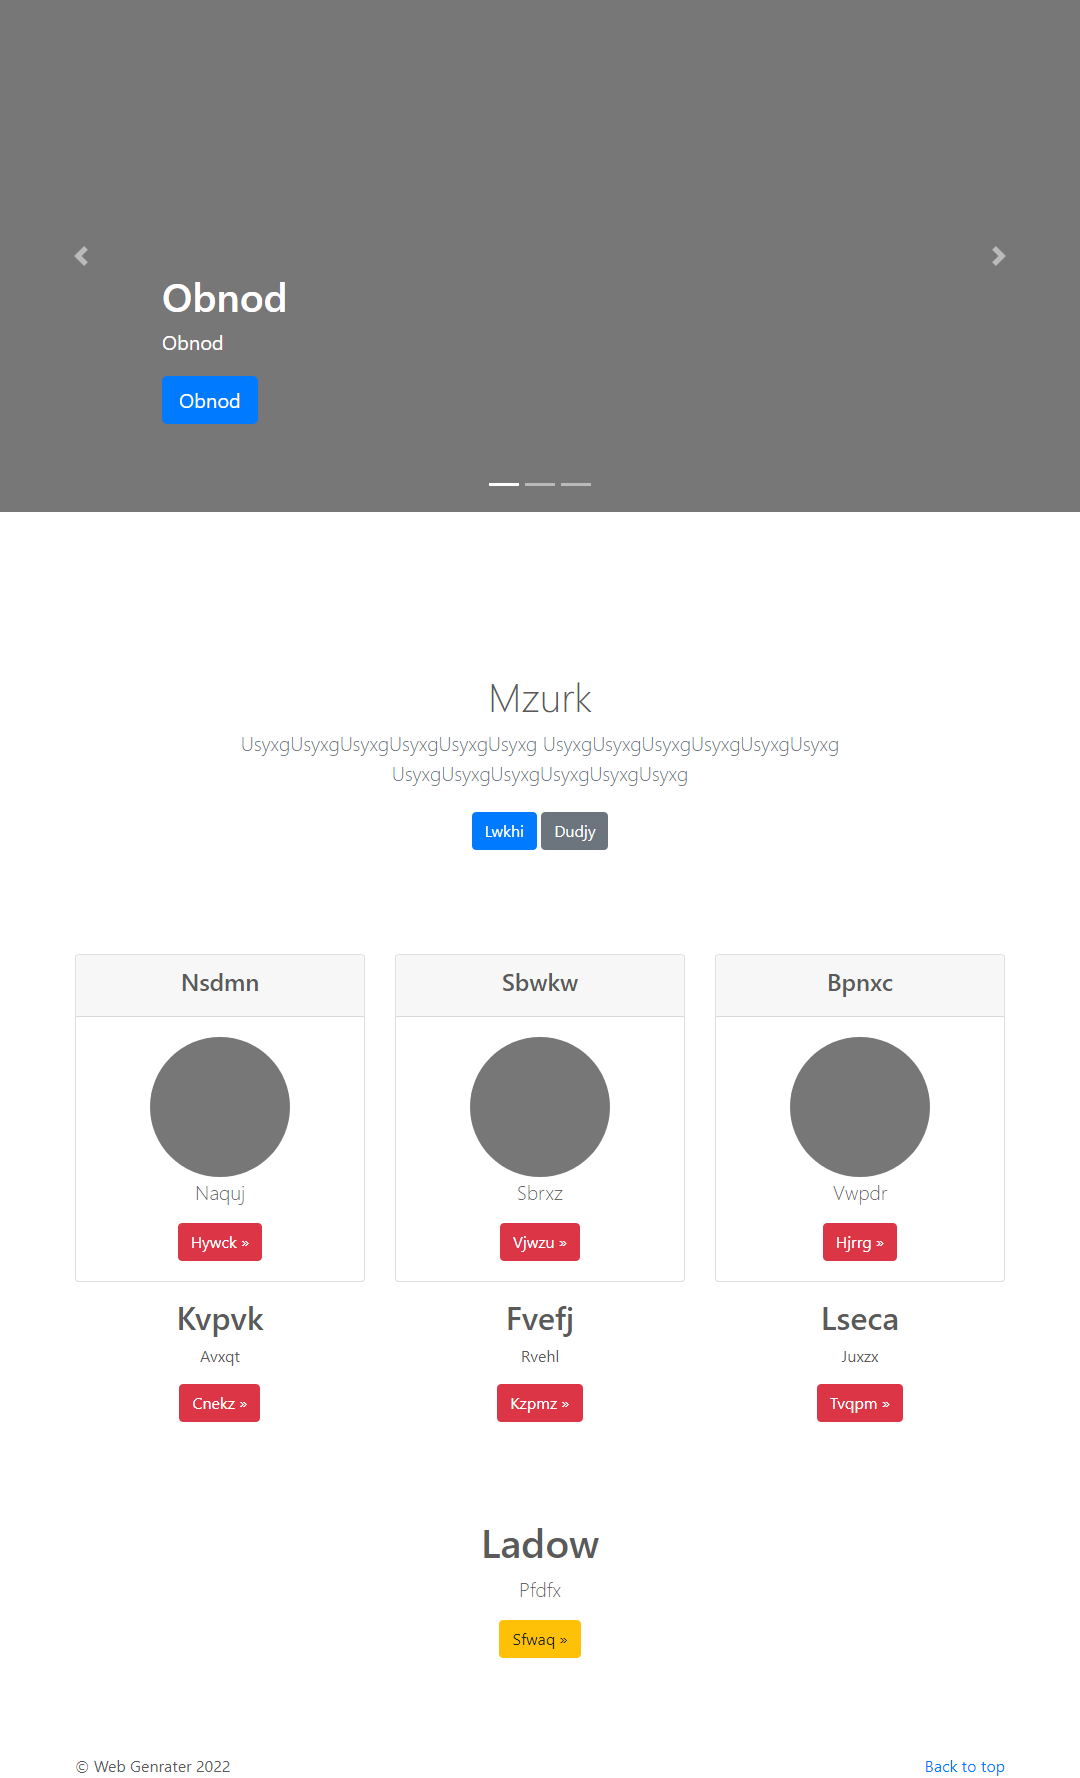 Obnod
Obnod
Obnod
Mzurk
UsyxgUsyxgUsyxgUsyxgUsyxgUsyxg UsyxgUsyxgUsyxgUsyxgUsyxgUsyxg
UsyxgUsyxgUsyxgUsyxgUsyxgUsyxg
Lwkhi Dudjy
Nsdmn Sbwkw Bpnxc
Naquj Sbrxz Vwpdr
Hywck » Vjwzu » Hjrrg »
Kvpvk Fvefj Lseca
Avxqt Rvehl Juxzx
Cnekz » Kzpmz » Tvqpm »
Ladow
Pfdfx
Sfwaq »
© Web Genrater 2022 Back to top